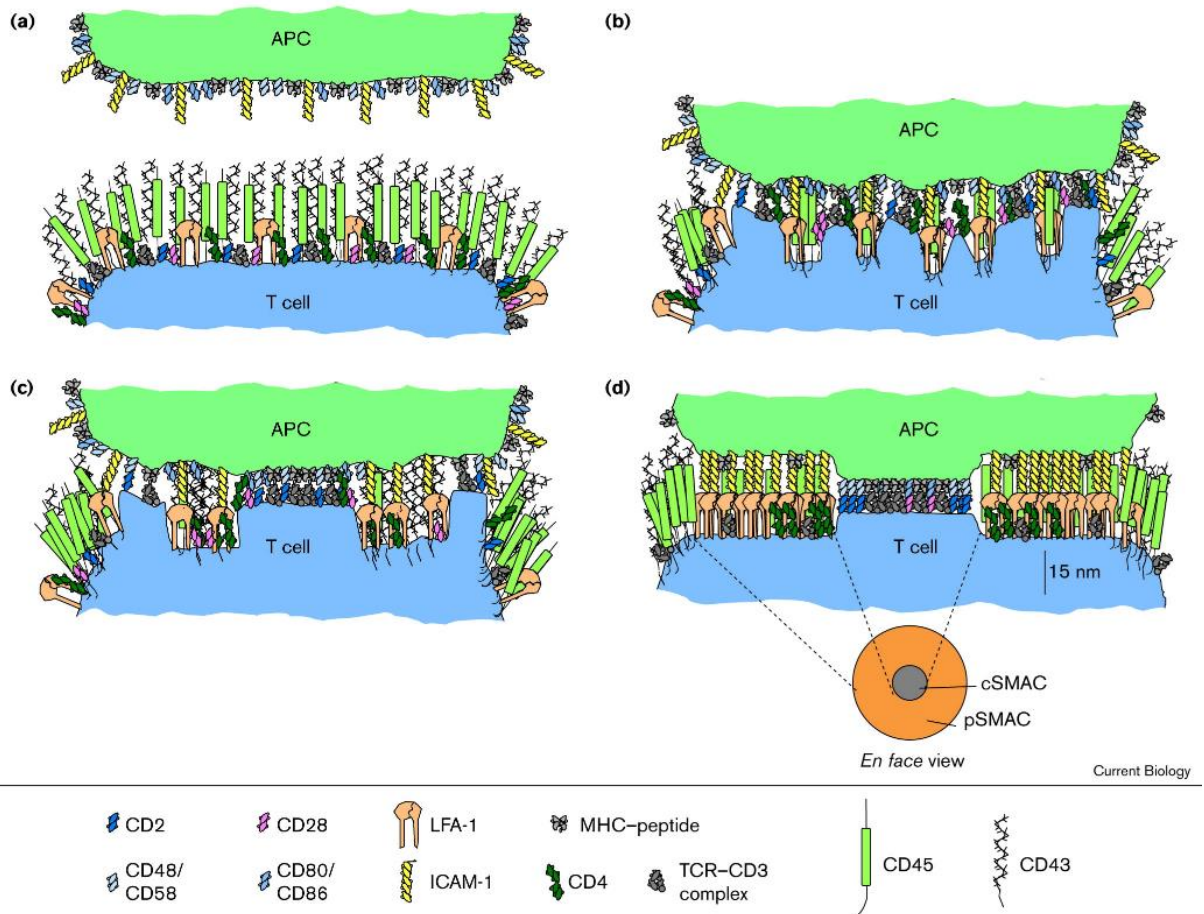 (a)
APC
T cell
(b)
APC
T cell
(c)
APC
T cell
(d)
APC
T cell
15 nm
cSMAC
pSMAC
En face view
Current Biology
CD2
CD28
LFA-1
MHC–peptide
CD45
CD43
CD48/
CD58
CD80/
CD86
ICAM-1
CD4
TCR–CD3
complex